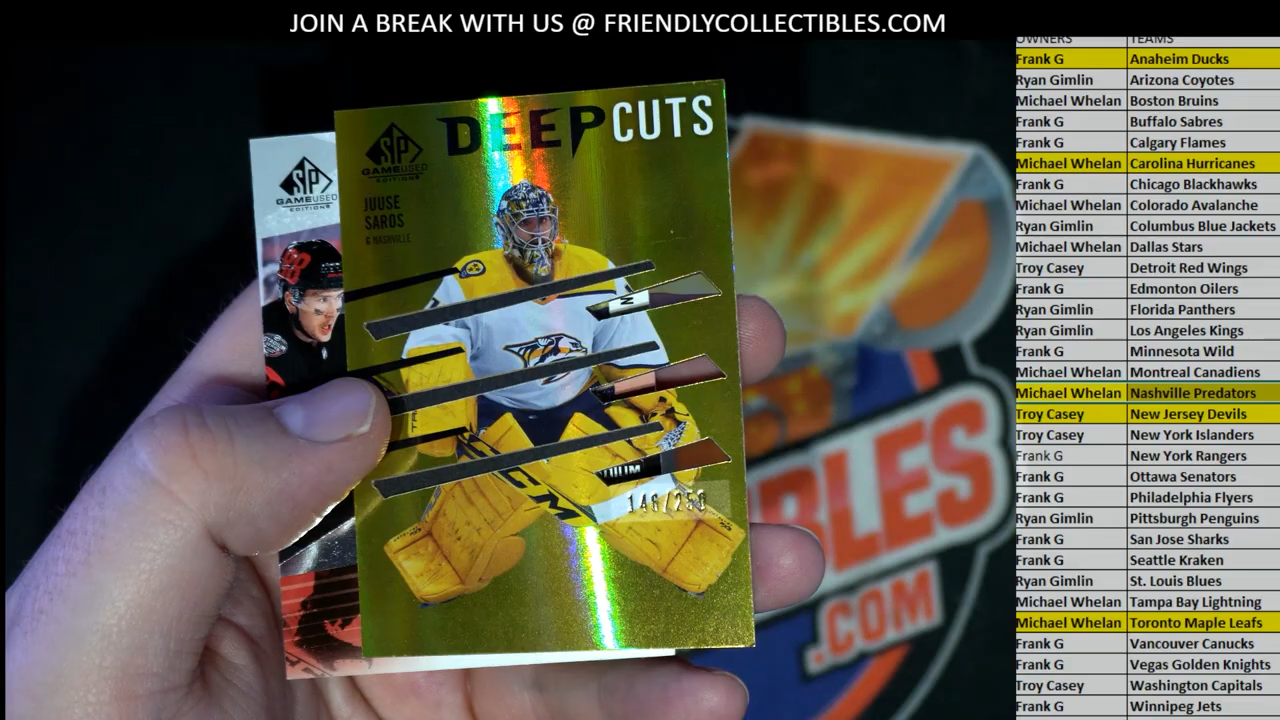 JOIN A BREAK WITH US @ FRIENDLYCOLLECTIBLES.COM
OWNERS TEAMS
Frank G Anaheim Ducks
Ryan Gimlin Arizona Coyotes
Michael Whelan Boston Bruins
Frank G Buffalo Sabres
Frank G Calgary Flames
Michael Whelan Carolina Hurricanes
Frank G Chicago Blackhawks
Michael Whelan Colorado Avalanche
Ryan Gimlin Columbus Blue Jackets
Michael Whelan Dallas Stars
Troy Casey Detroit Red Wings
Frank G Edmonton Oilers
Ryan Gimlin Florida Panthers
Ryan Gimlin Los Angeles Kings
Frank G Minnesota Wild
Michael Whelan Montreal Canadiens
Michael Whelan Nashville Predators
Troy Casey New Jersey Devils
Troy Casey New York Islanders
Frank G New York Rangers
Frank G Ottawa Senators
Frank G Philadelphia Flyers
Ryan Gimlin Pittsburgh Penguins
Frank G San Jose Sharks
Frank G Seattle Kraken
Ryan Gimlin St. Louis Blues
Michael Whelan Tampa Bay Lightning
Michael Whelan Toronto Maple Leafs
Frank G Vancouver Canucks
Frank G Vegas Golden Knights
Troy Casey Washington Capitals
Frank G Winnipeg Jets
DEEP CUTS
SP
GAMEUSED
EDITIONS
JUUSE
SAROS
G NASHVILLE
CCM
146/250
SP
GAMEUSED
EDITIONS
BLES
.COM